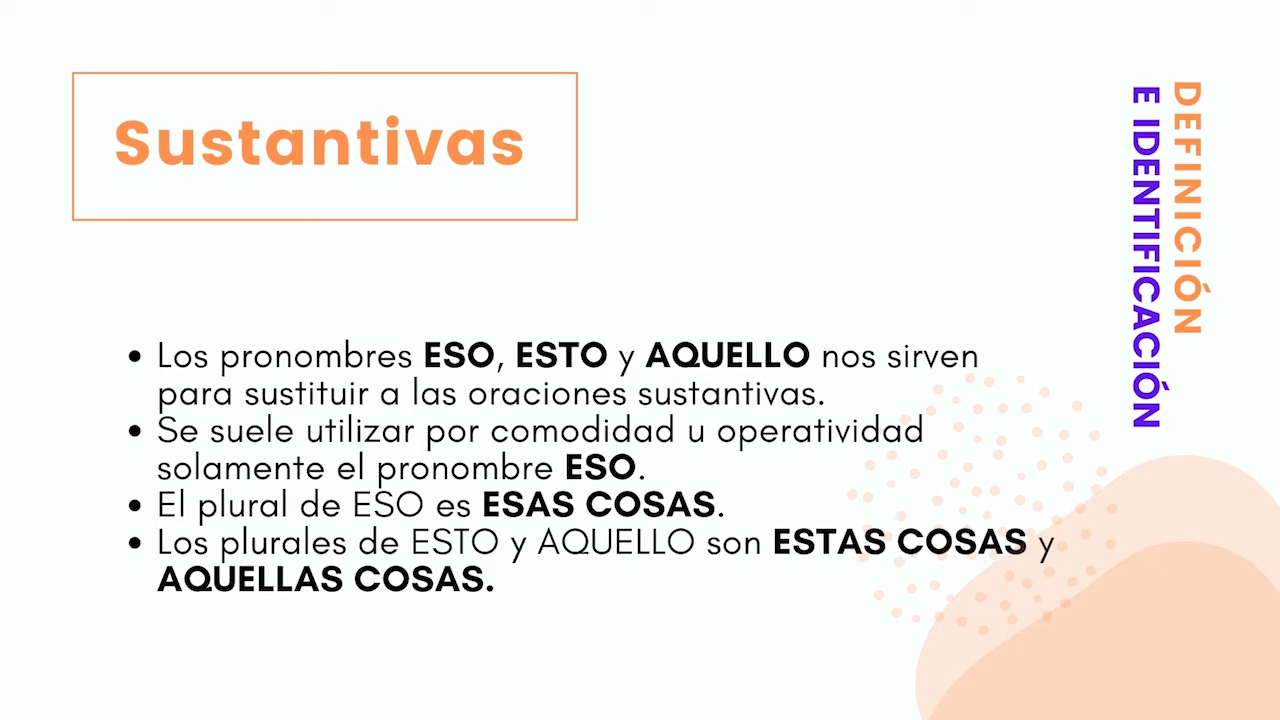 Sustantivas
DEFINICIÓN
E IDENTIFICACIÓN
• Los pronombres ESO, ESTO y AQUELLO nos sirven
para sustituir a las oraciones sustantivas.
• Se suele utilizar por comodidad u operatividad
solamente el pronombre ESO.
• El plural de ESO es ESAS COSAS.
• Los plurales de ESTO y AQUELLO son ESTAS COSAS y
AQUELLAS COSAS.